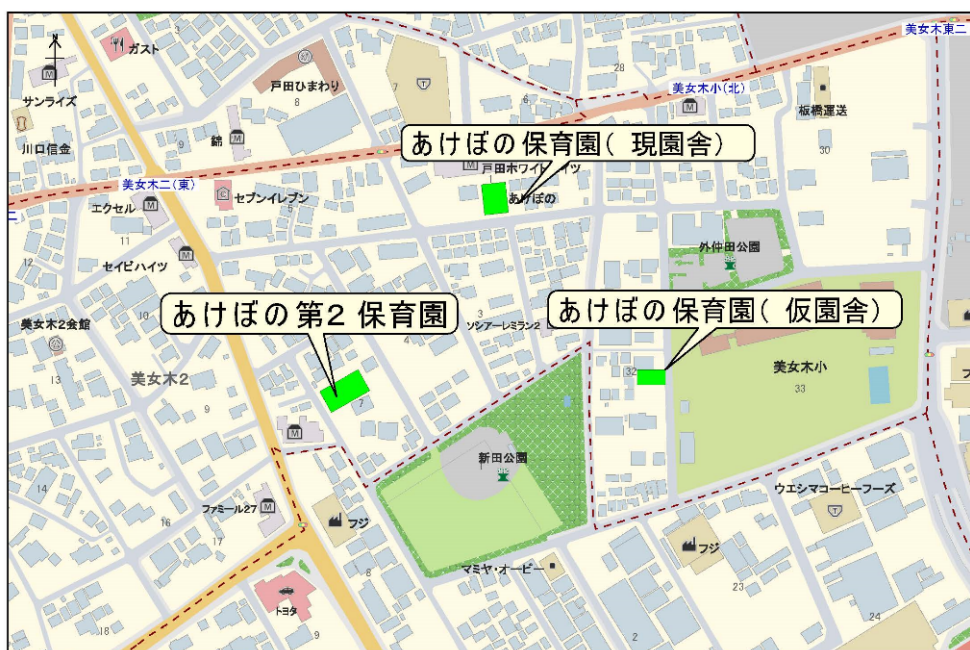 美女木東二
ガスト
戸田ひまわり
8
7
6
28
美女木小(北)
板橋運送
サンライズ
川口信金
錦
9
30
あけぼの保育園( 現園舎)
戸田ホワイトハイツ
1
あけぼの
美女木二(東)
セブンイレブン
エクセル
5
11
12
セイビハイツ
外仲田公園
あけぼの第2 保育園
あけぼの保育園( 仮園舎)
10
3
ソシアーレミラン2
4
美女木2会館
美女木2
13
9
7
32
美女木小
33
新田公園
14
16
ファミール27
17
フジ
ウエシマコーヒーフーズ
フジ
マミヤ・オーピー
8
23
24
トヨタ
18
9
2